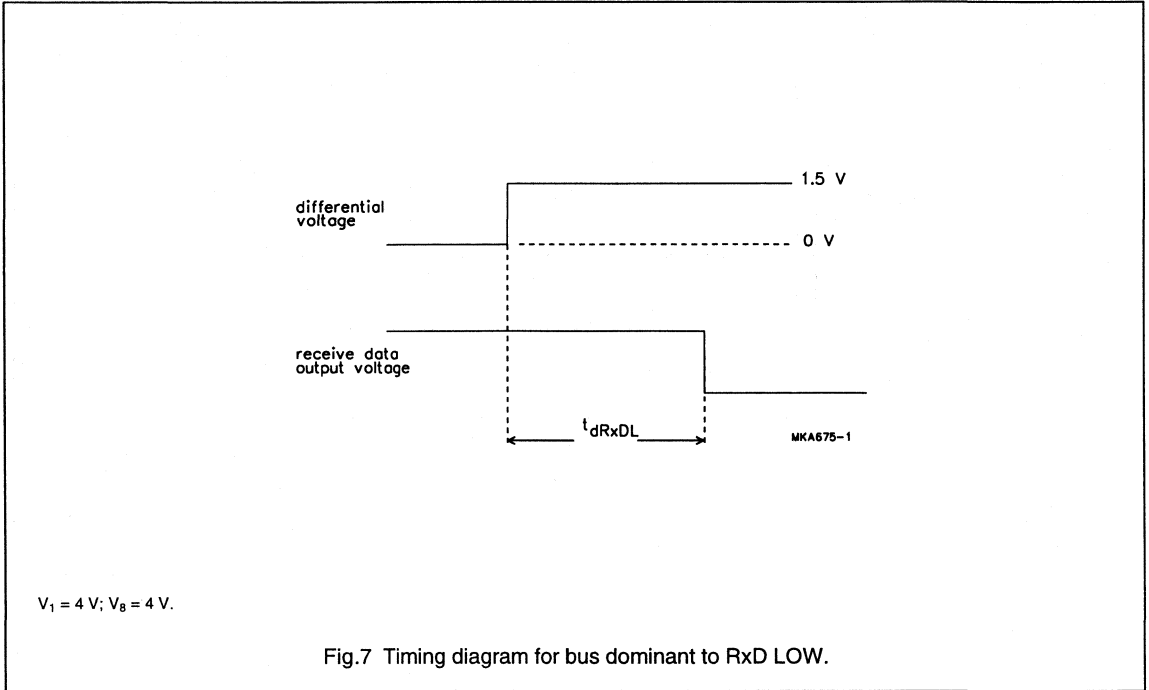 1.5 V
differential
voltage
0 V
receive data
output voltage
tdRxDL
MKA675-1
V1 = 4 V; V8 = 4 V.
Fig.7 Timing diagram for bus dominant to RxD LOW.